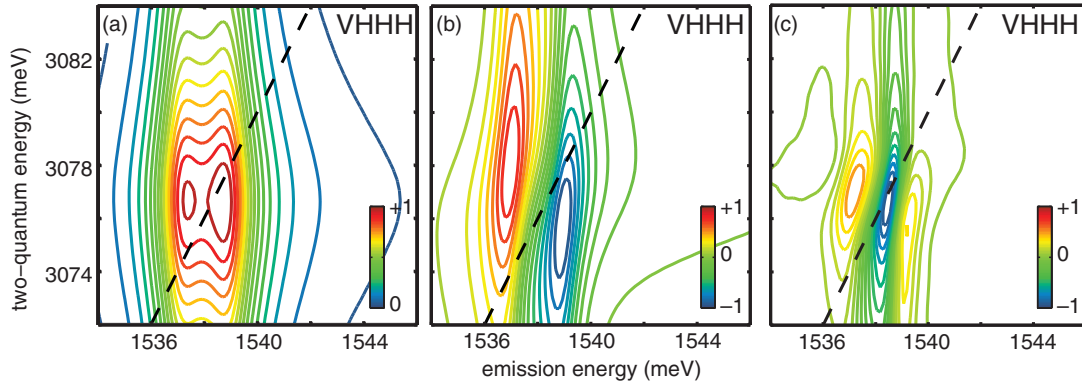 (a) VHHH (b) VHHH (c) VHHH
two-quantum energy (meV)
3082
3078
3074
+1 +1 +1
0 0
0 −1 −1
1536 1540 1544 1536 1540 1544 1536 1540 1544
emission energy (meV)